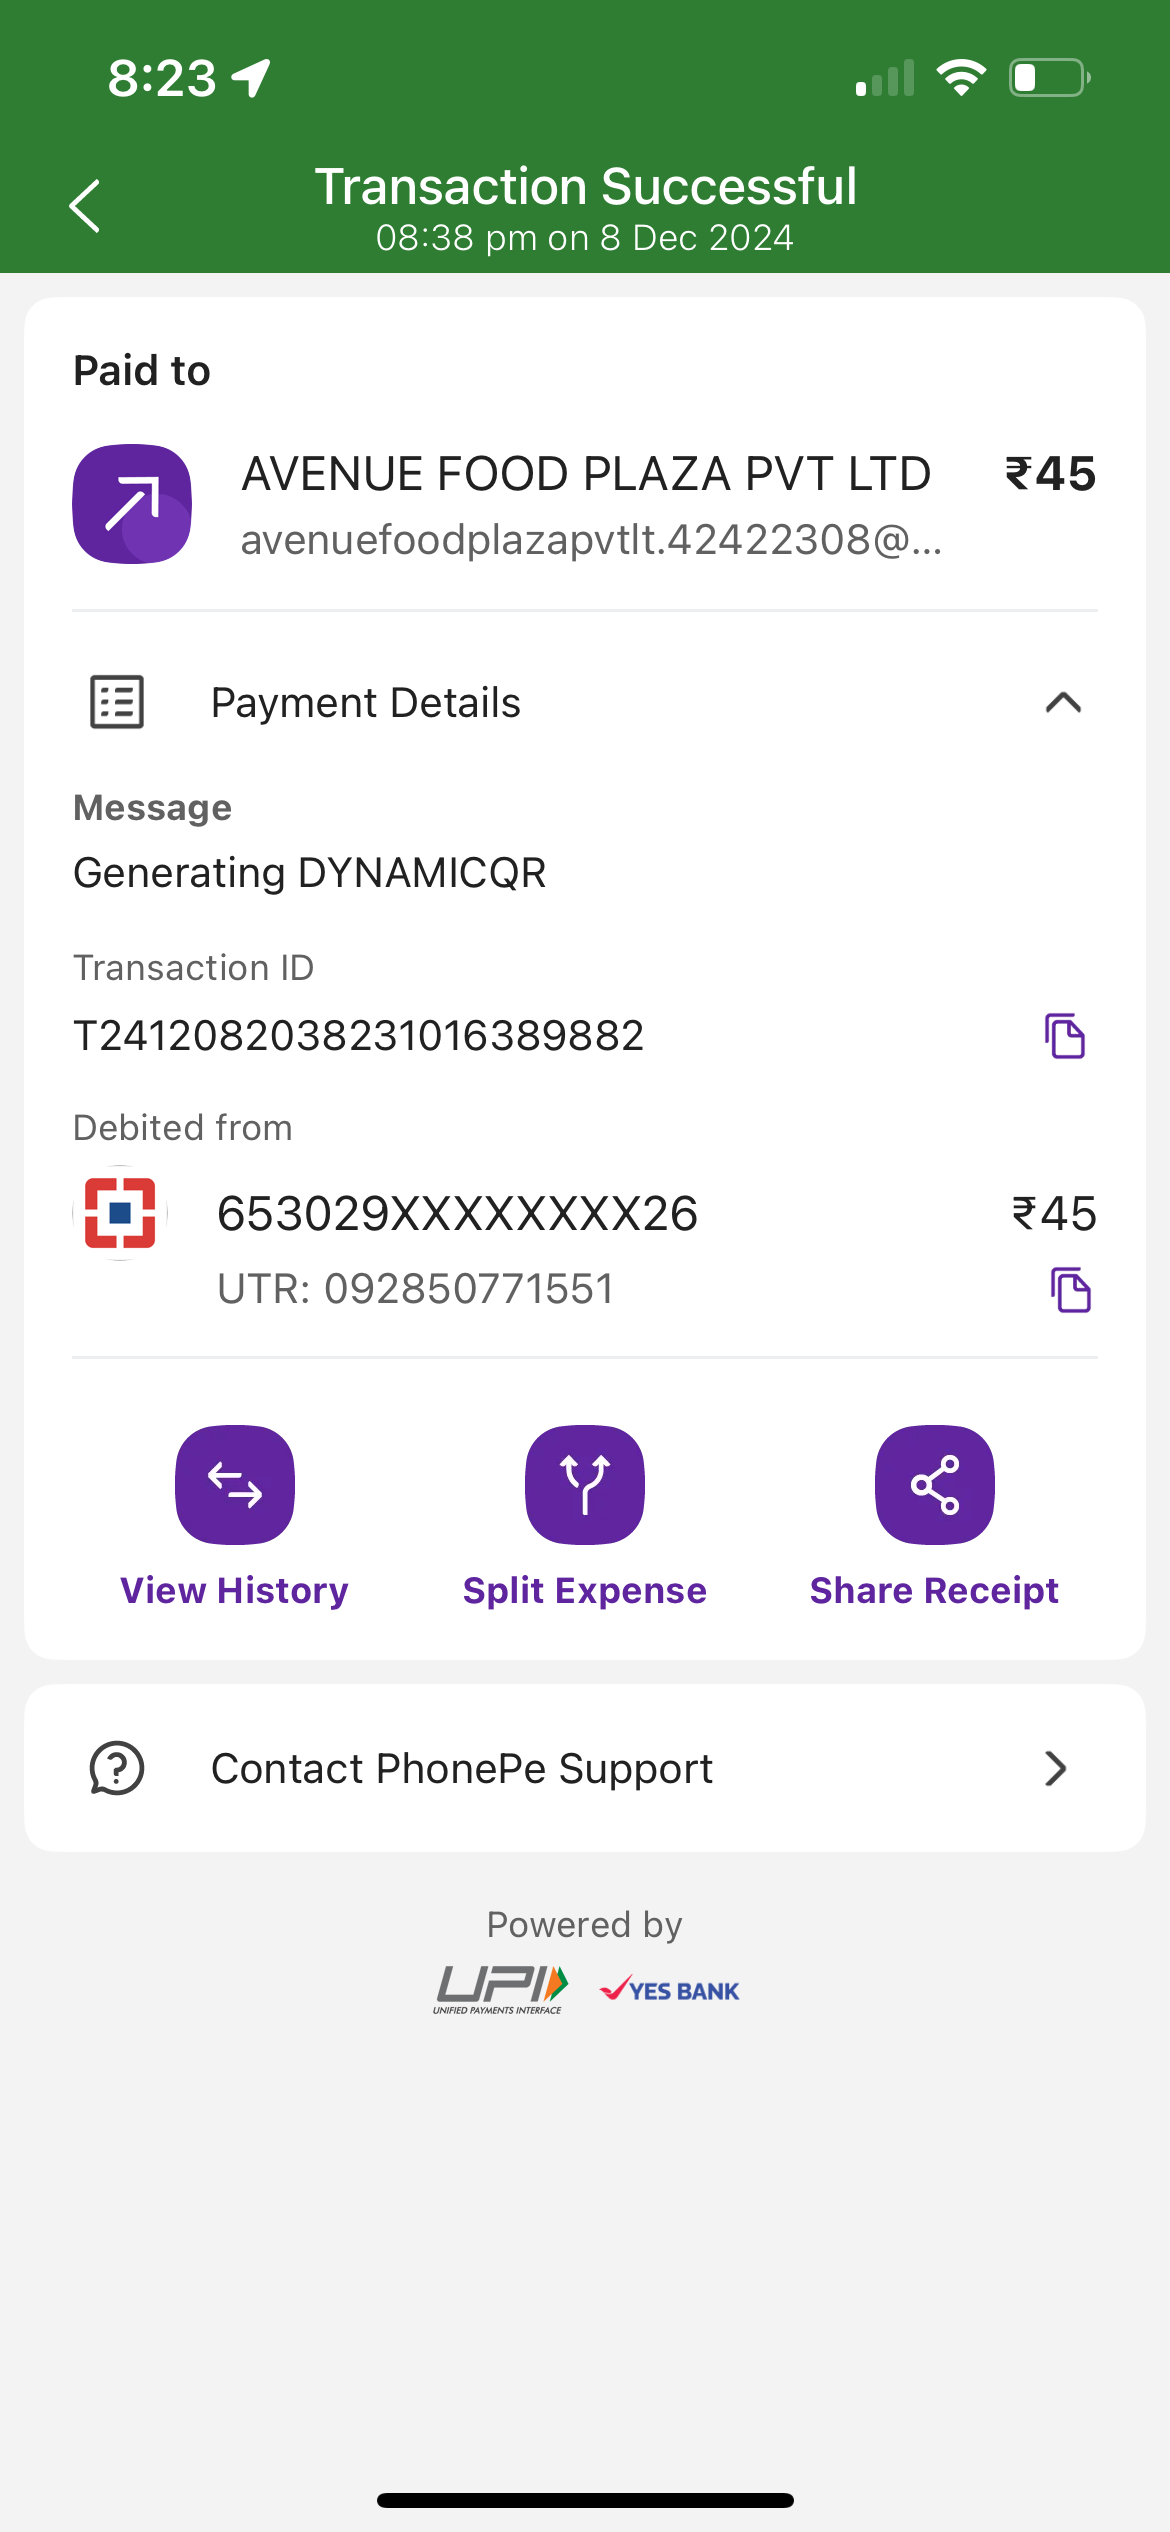 8:23
Transaction Successful
08:38 pm on 8 Dec 2024
Paid to
AVENUE FOOD PLAZA PVT LTD ₹45
avenuefoodplazapvtlt.42422308@...
Payment Details
Message
Generating DYNAMICQR
Transaction ID
T2412082038231016389882
Debited from
653029XXXXXXXX26 ₹45
UTR: 092850771551
View History Split Expense Share Receipt
Contact PhonePe Support
Powered by
UPI YES BANK
UNIFIED PAYMENTS INTERFACE